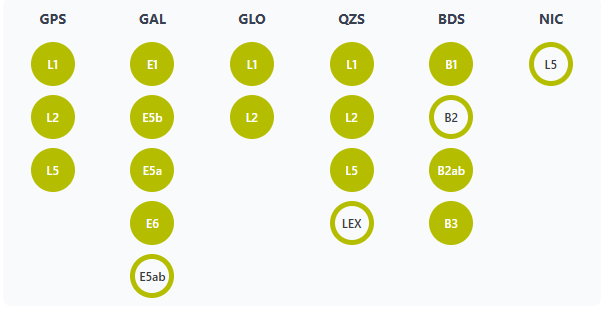 GPS GAL GLO QZS BDS NIC
L1 E1 L1 L1 B1 L5
L2 E5b L2 L2 B2
L5 E5a L5 B2ab
E6 LEX B3
E5ab